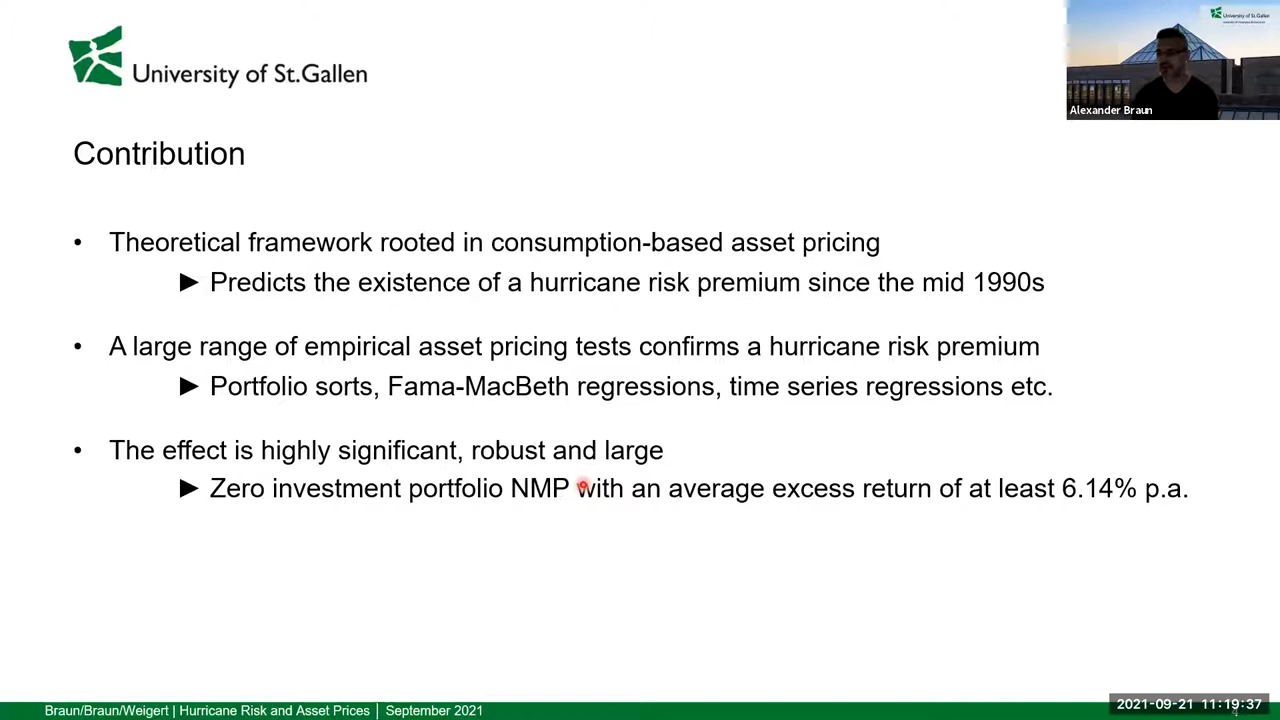 University of St.Gallen
University of St.Gallen
Alexander Braun
Contribution
• Theoretical framework rooted in consumption-based asset pricing
► Predicts the existence of a hurricane risk premium since the mid 1990s
• A large range of empirical asset pricing tests confirms a hurricane risk premium
► Portfolio sorts, Fama-MacBeth regressions, time series regressions etc.
• The effect is highly significant, robust and large
► Zero investment portfolio NMP with an average excess return of at least 6.14% p.a.
Braun/Braun/Weigert | Hurricane Risk and Asset Prices | September 2021
2021-09-21 11:19:37